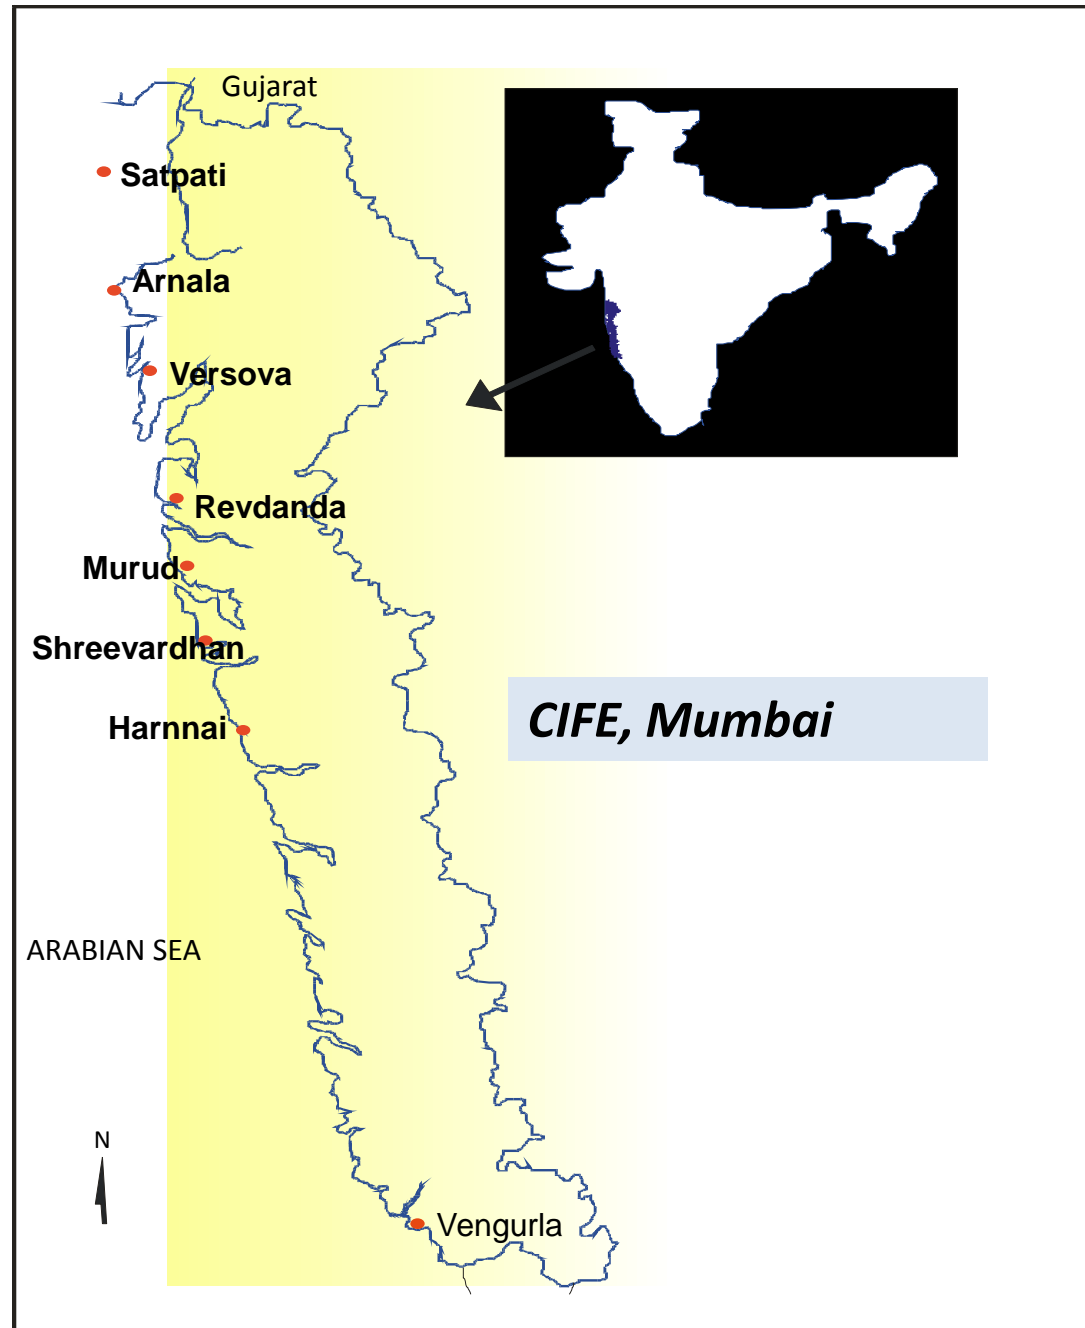 Gujarat
Satpati
Arnala
Versova
Revdanda
Murud
Shreevardhan
CIFE, Mumbai
Harnnai
ARABIAN SEA
N
Vengurla